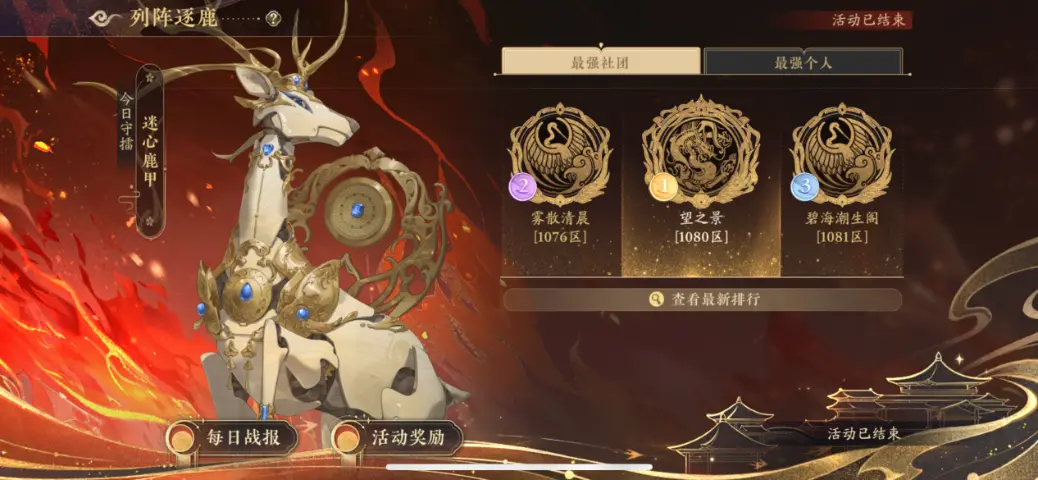 列阵逐鹿
?
活动已结束
今日守擂
迷心鹿甲
最强社团
最强个人
2
雾散清晨
[1076区]
1
望之景
[1080区]
3
碧海潮生阁
[1081区]
查看最新排行
每日战报
活动奖励
活动已结束